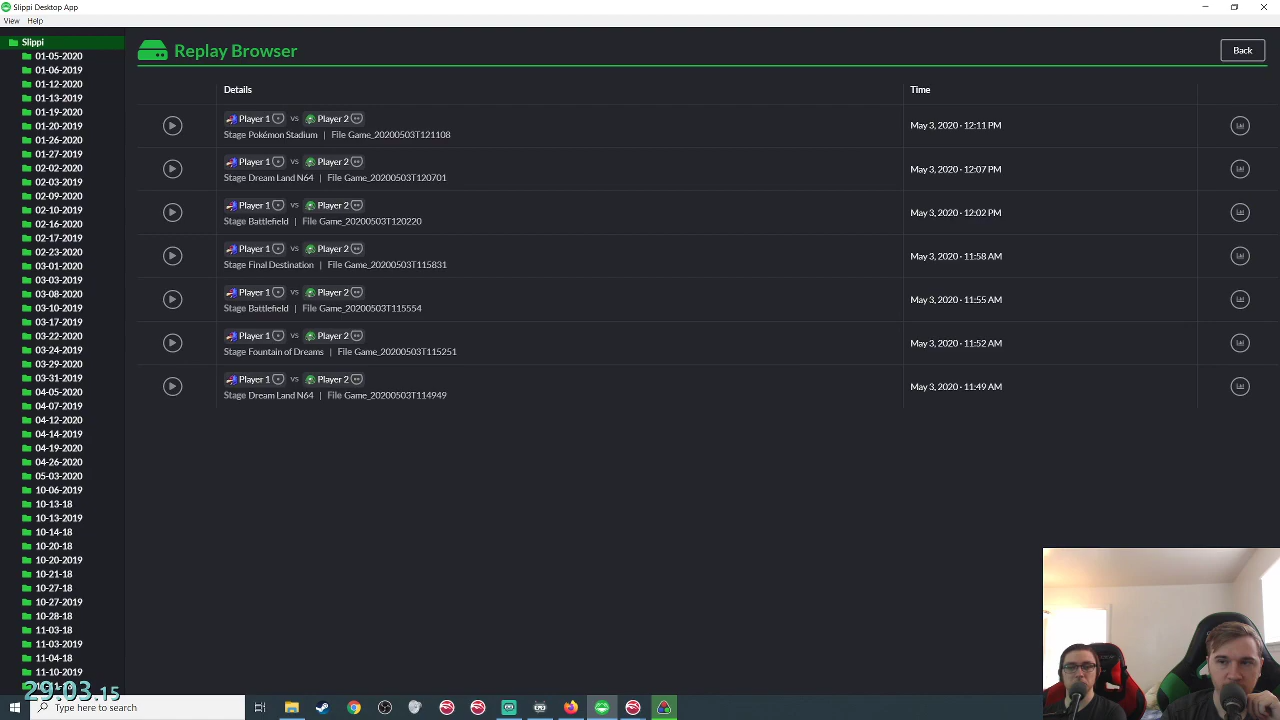 Slippi Desktop App
View Help
Slippi
01-05-2020
01-06-2019
01-12-2020
01-13-2019
01-19-2020
01-20-2019
01-26-2020
01-27-2019
02-02-2020
02-03-2019
02-09-2020
02-10-2019
02-16-2020
02-17-2019
02-23-2020
03-01-2020
03-03-2019
03-08-2020
03-10-2019
03-17-2019
03-22-2020
03-24-2019
03-29-2020
03-31-2019
04-05-2020
04-07-2019
04-12-2020
04-14-2019
04-19-2020
04-26-2020
05-03-2020
10-06-2019
10-13-18
10-13-2019
10-14-18
10-20-18
10-20-2019
10-21-18
10-27-18
10-27-2019
10-28-18
11-03-18
11-03-2019
11-04-18
11-10-2019
29:03.15
Replay Browser
Back
Details Time
Player 1 vs Player 2
Stage Pokémon Stadium | File Game_20200503T121108
May 3, 2020 · 12:11 PM
Player 1 vs Player 2
Stage Dream Land N64 | File Game_20200503T120701
May 3, 2020 · 12:07 PM
Player 1 vs Player 2
Stage Battlefield | File Game_20200503T120220
May 3, 2020 · 12:02 PM
Player 1 vs Player 2
Stage Final Destination | File Game_20200503T115831
May 3, 2020 · 11:58 AM
Player 1 vs Player 2
Stage Battlefield | File Game_20200503T115554
May 3, 2020 · 11:55 AM
Player 1 vs Player 2
Stage Fountain of Dreams | File Game_20200503T115251
May 3, 2020 · 11:52 AM
Player 1 vs Player 2
Stage Dream Land N64 | File Game_20200503T114949
May 3, 2020 · 11:49 AM
Type here to search